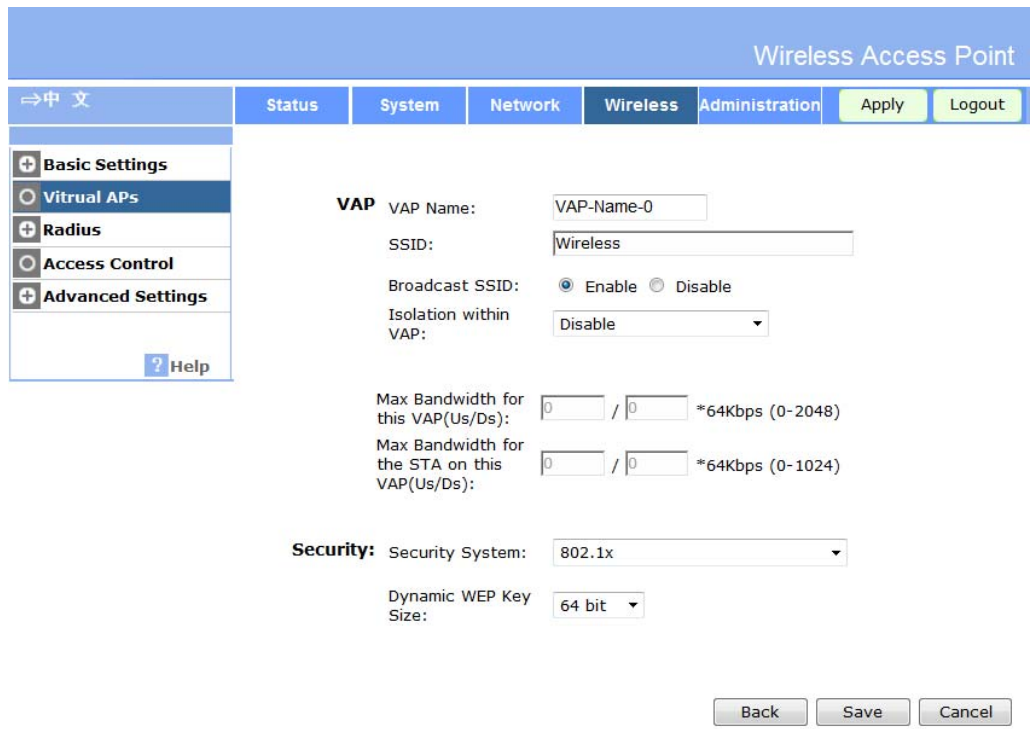 Wireless Access Point
⇒中 文
Status System Network Wireless Administration Apply Logout
Basic Settings
Vitrual APs
Radius
Access Control
Advanced Settings
? Help
VAP VAP Name: VAP-Name-0
SSID: Wireless
Broadcast SSID: Enable Disable
Isolation within
VAP: Disable
Max Bandwidth for
this VAP(Us/Ds): 0 / 0 *64Kbps (0-2048)
Max Bandwidth for
the STA on this
VAP(Us/Ds): 0 / 0 *64Kbps (0-1024)
Security: Security System: 802.1x
Dynamic WEP Key
Size: 64 bit
Back Save Cancel